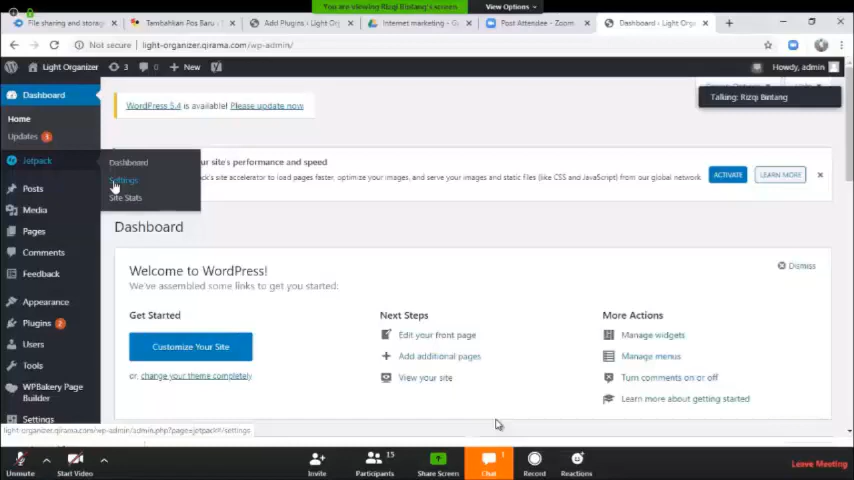 You are viewing Rizqi Bintang's screen
View Options
File sharing and storag
Tambahkan Pos Baru
Add Plugins ‹ Light Or
Internet marketing - G
Post Attendee - Zoom
Dashboard ‹ Light Org
Not secure
light-organizer.qirama.com/wp-admin/
Light Organizer
3
0
New
Howdy, admin
Talking: Rizqi Bintang
Dashboard
Home
Updates 3
Jetpack
Posts
Media
Pages
Comments
Feedback
Appearance
Plugins 2
Users
Tools
WPBakery Page
Builder
Settings
Dashboard
Settings
Site Stats
WordPress 5.4 is available! Please update now
our site's performance and speed
pack's site accelerator to load pages faster, optimize your images, and serve your images and static files (like CSS and JavaScript) from our global network
ACTIVATE
LEARN MORE
Dashboard
Welcome to WordPress!
Dismiss
We've assembled some links to get you started:
Get Started
Customize Your Site
or, change your theme completely
Next Steps
Edit your front page
Add additional pages
View your site
More Actions
Manage widgets
Manage menus
Turn comments on or off
Learn more about getting started
light-organizer.qirama.com/wp-admin/admin.php?page=jetpack#/settings
Unmute
Start Video
Invite
Participants 15
Share Screen
Chat 1
Record
Reactions
Leave Meeting